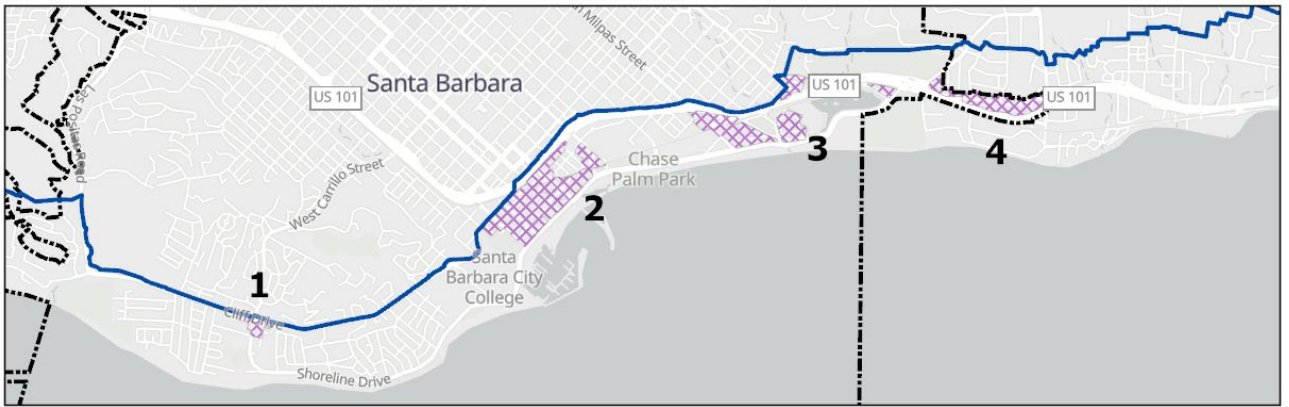 Milpas Street
Santa Barbara
US 101
US 101
US 101
Las Positas Road
West Carrillo Street
Chase
Palm Park
3
4
2
Santa
Barbara City
College
1
Cliff Drive
Shoreline Drive